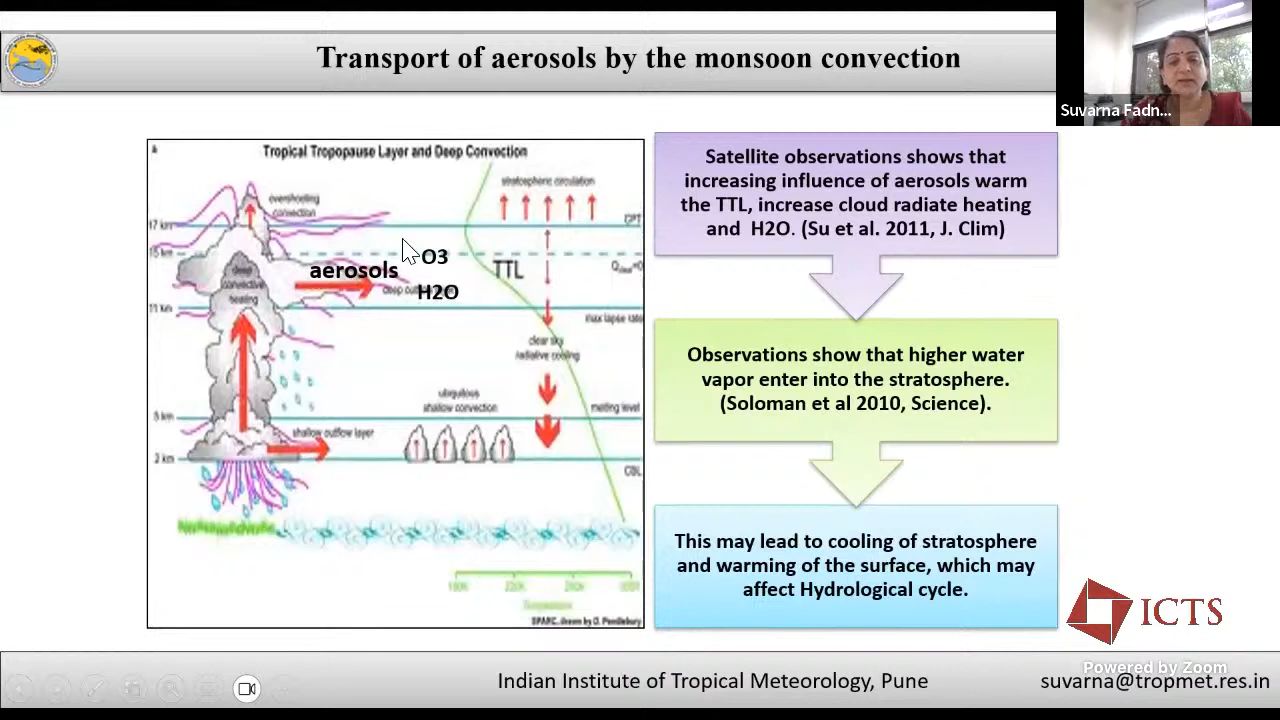 Transport of aerosols by the monsoon convection
Suvarna Fadn...
Tropical Tropopause Layer and Deep Convection
stratospheric circulation
overshooting
convection
17 km
CPT
15 km
O3
aerosols
TTL
deep
convective
heating
deep
H2O
11 km
max lapse rate
clear sky
radiative cooling
ubiquitous
shallow convection
5 km
melting level
shallow outflow layer
2 km
CBL
SPARC, drawn by D. Pendlebury
Satellite observations shows that
increasing influence of aerosols warm
the TTL, increase cloud radiate heating
and H2O. (Su et al. 2011, J. Clim)
Observations show that higher water
vapor enter into the stratosphere.
(Soloman et al 2010, Science).
This may lead to cooling of stratosphere
and warming of the surface, which may
affect Hydrological cycle.
ICTS
Powered by Zoom
Indian Institute of Tropical Meteorology, Pune
suvarna@tropmet.res.in